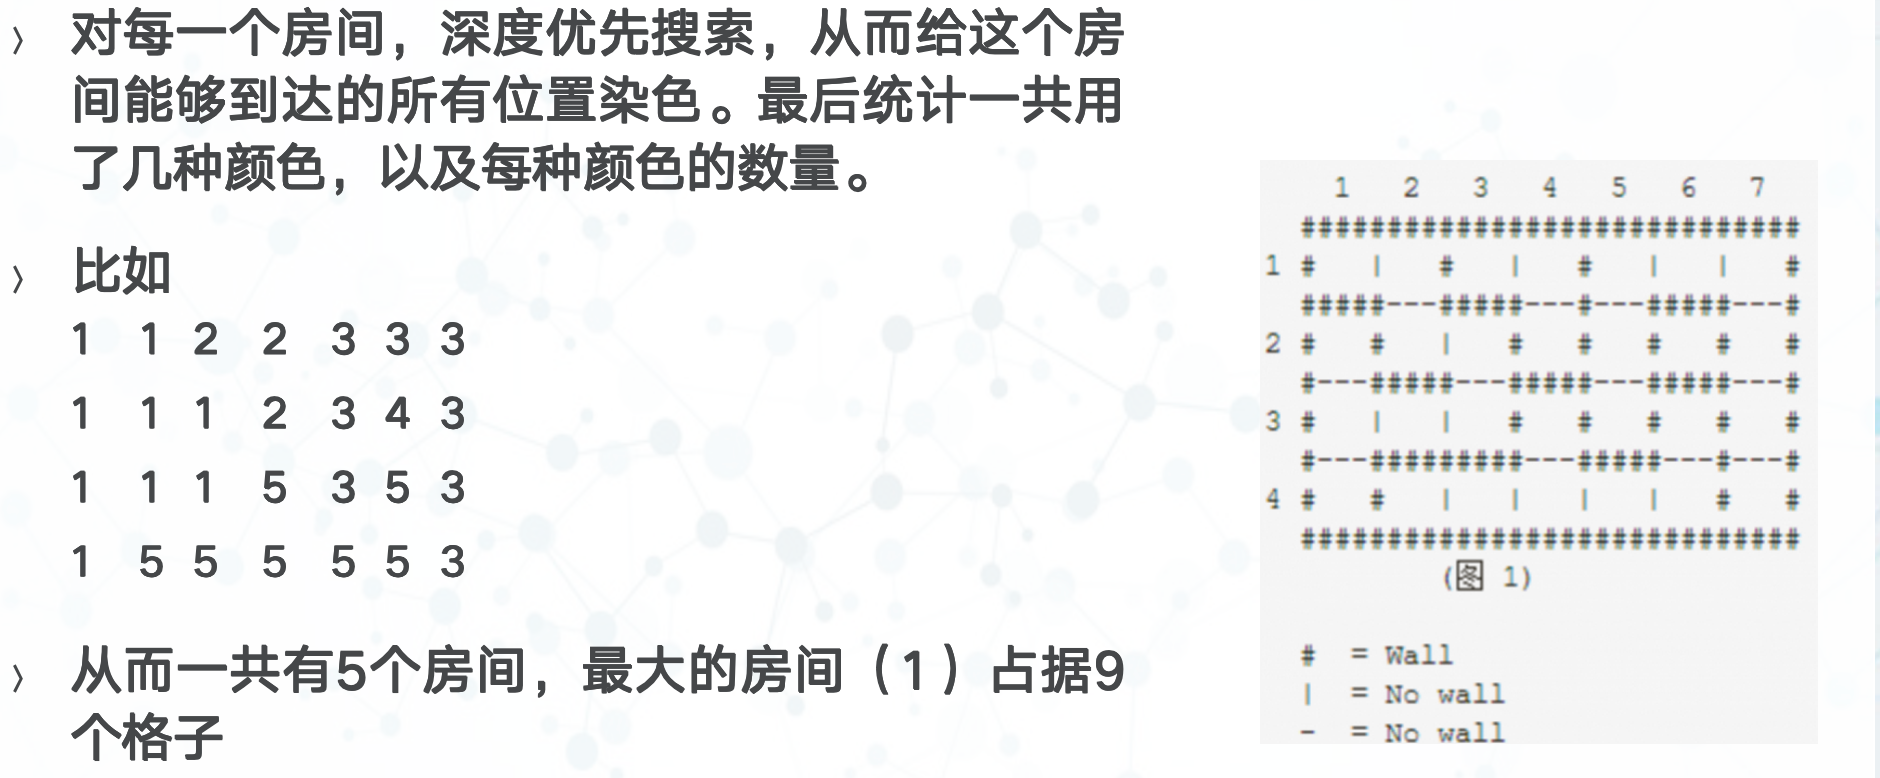 › 对每一个房间，深度优先搜索，从而给这个房
间能够到达的所有位置染色。最后统计一共用
了几种颜色，以及每种颜色的数量。
› 比如
1 1 2 2 3 3 3
1 1 1 2 3 4 3
1 1 1 5 3 5 3
1 5 5 5 5 5 3
› 从而一共有5个房间，最大的房间（1）占据9
个格子
1 2 3 4 5 6 7
#############################
1 #   |   #   |   #   |   |   #
#####---#####---#---#####---#
2 #   #   |   #   #   #   #   #
#---#####---#####---#####---#
3 #   |   |   #   #   #   #   #
#---#########---#####---#---#
4 #   #   |   |   |   |   #   #
#############################
(图 1)
# = Wall
| = No wall
- = No wall